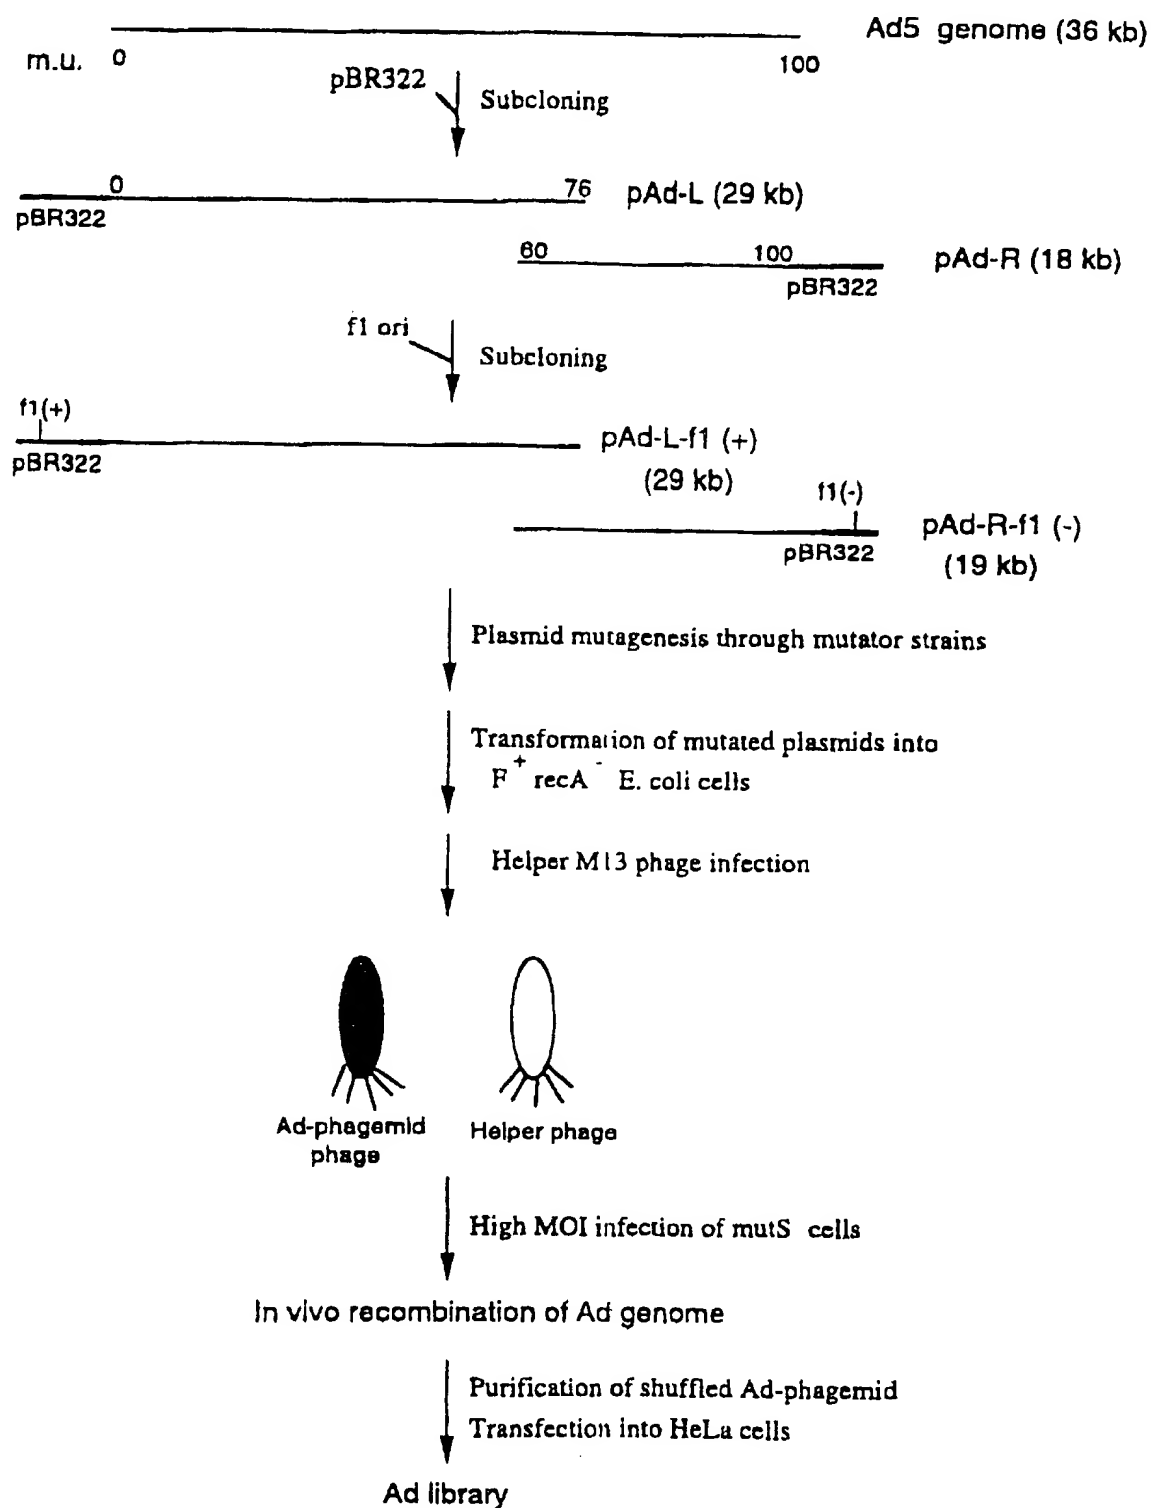 Ad5 genome (36 kb)
m.u. 0 100
pBR322
Subcloning
0 76 pAd-L (29 kb)
pBR322
60 100 pAd-R (18 kb)
pBR322
f1 ori
Subcloning
f1(+)
pAd-L-f1 (+)
pBR322
(29 kb)
f1(-)
pAd-R-f1 (-)
pBR322
(19 kb)
Plasmid mutagenesis through mutator strains
Transformation of mutated plasmids into
F+ recA- E. coli cells
Helper M13 phage infection
Ad-phagemid
phage
Helper phage
High MOI infection of mutS cells
In vivo recombination of Ad genome
Purification of shuffled Ad-phagemid
Transfection into HeLa cells
Ad library